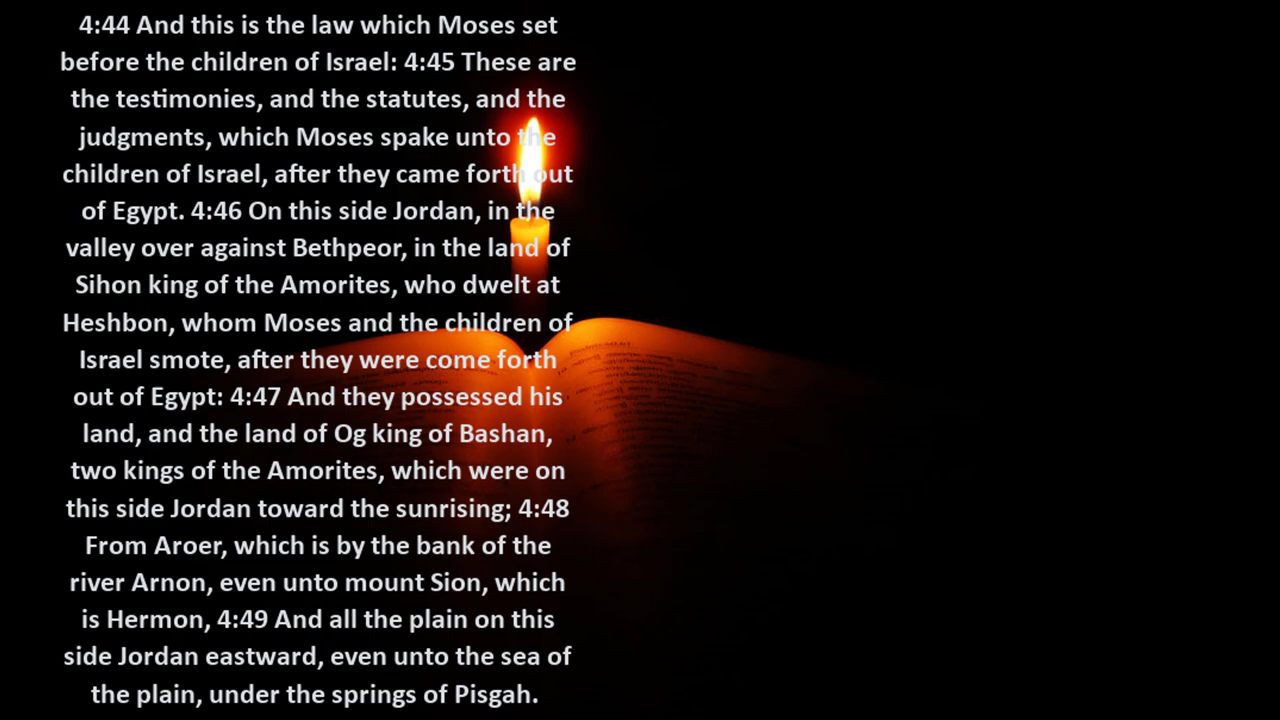 4:44 And this is the law which Moses set
before the children of Israel: 4:45 These are
the testimonies, and the statutes, and the
judgments, which Moses spake unto the
children of Israel, after they came forth out
of Egypt. 4:46 On this side Jordan, in the
valley over against Bethpeor, in the land of
Sihon king of the Amorites, who dwelt at
Heshbon, whom Moses and the children of
Israel smote, after they were come forth
out of Egypt: 4:47 And they possessed his
land, and the land of Og king of Bashan,
two kings of the Amorites, which were on
this side Jordan toward the sunrising; 4:48
From Aroer, which is by the bank of the
river Arnon, even unto mount Sion, which
is Hermon, 4:49 And all the plain on this
side Jordan eastward, even unto the sea of
the plain, under the springs of Pisgah.